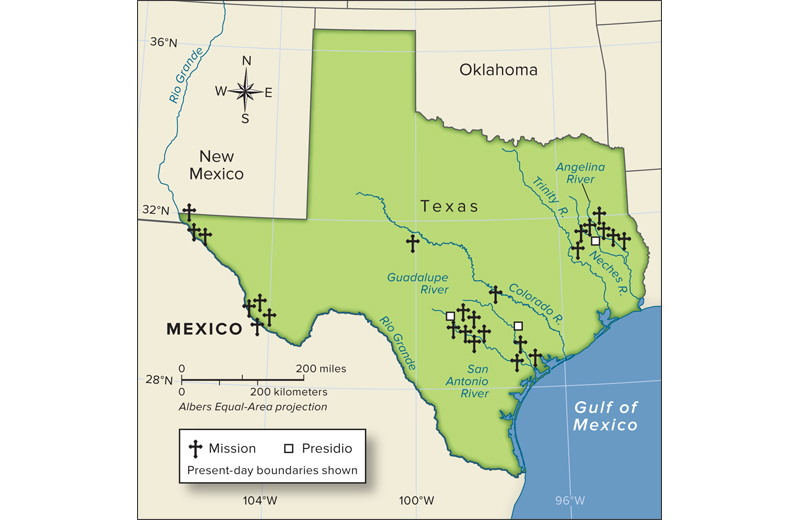 36°N
Rio Grande
N
W
E
S
Oklahoma
New
Mexico
Angelina
River
Trinity R.
32°N
Texas
Neches R.
Guadalupe
River
Colorado R.
MEXICO
Rio Grande
200 miles
200 kilometers
San
Antonio
River
28°N
Albers Equal-Area projection
Gulf of
Mexico
Mission
Presidio
Present-day boundaries shown
104°W
100°W
96°W